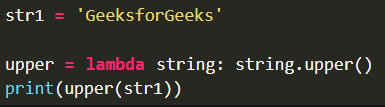 str1 = 'GeeksforGeeks'
upper = lambda string: string.upper()
print(upper(str1))